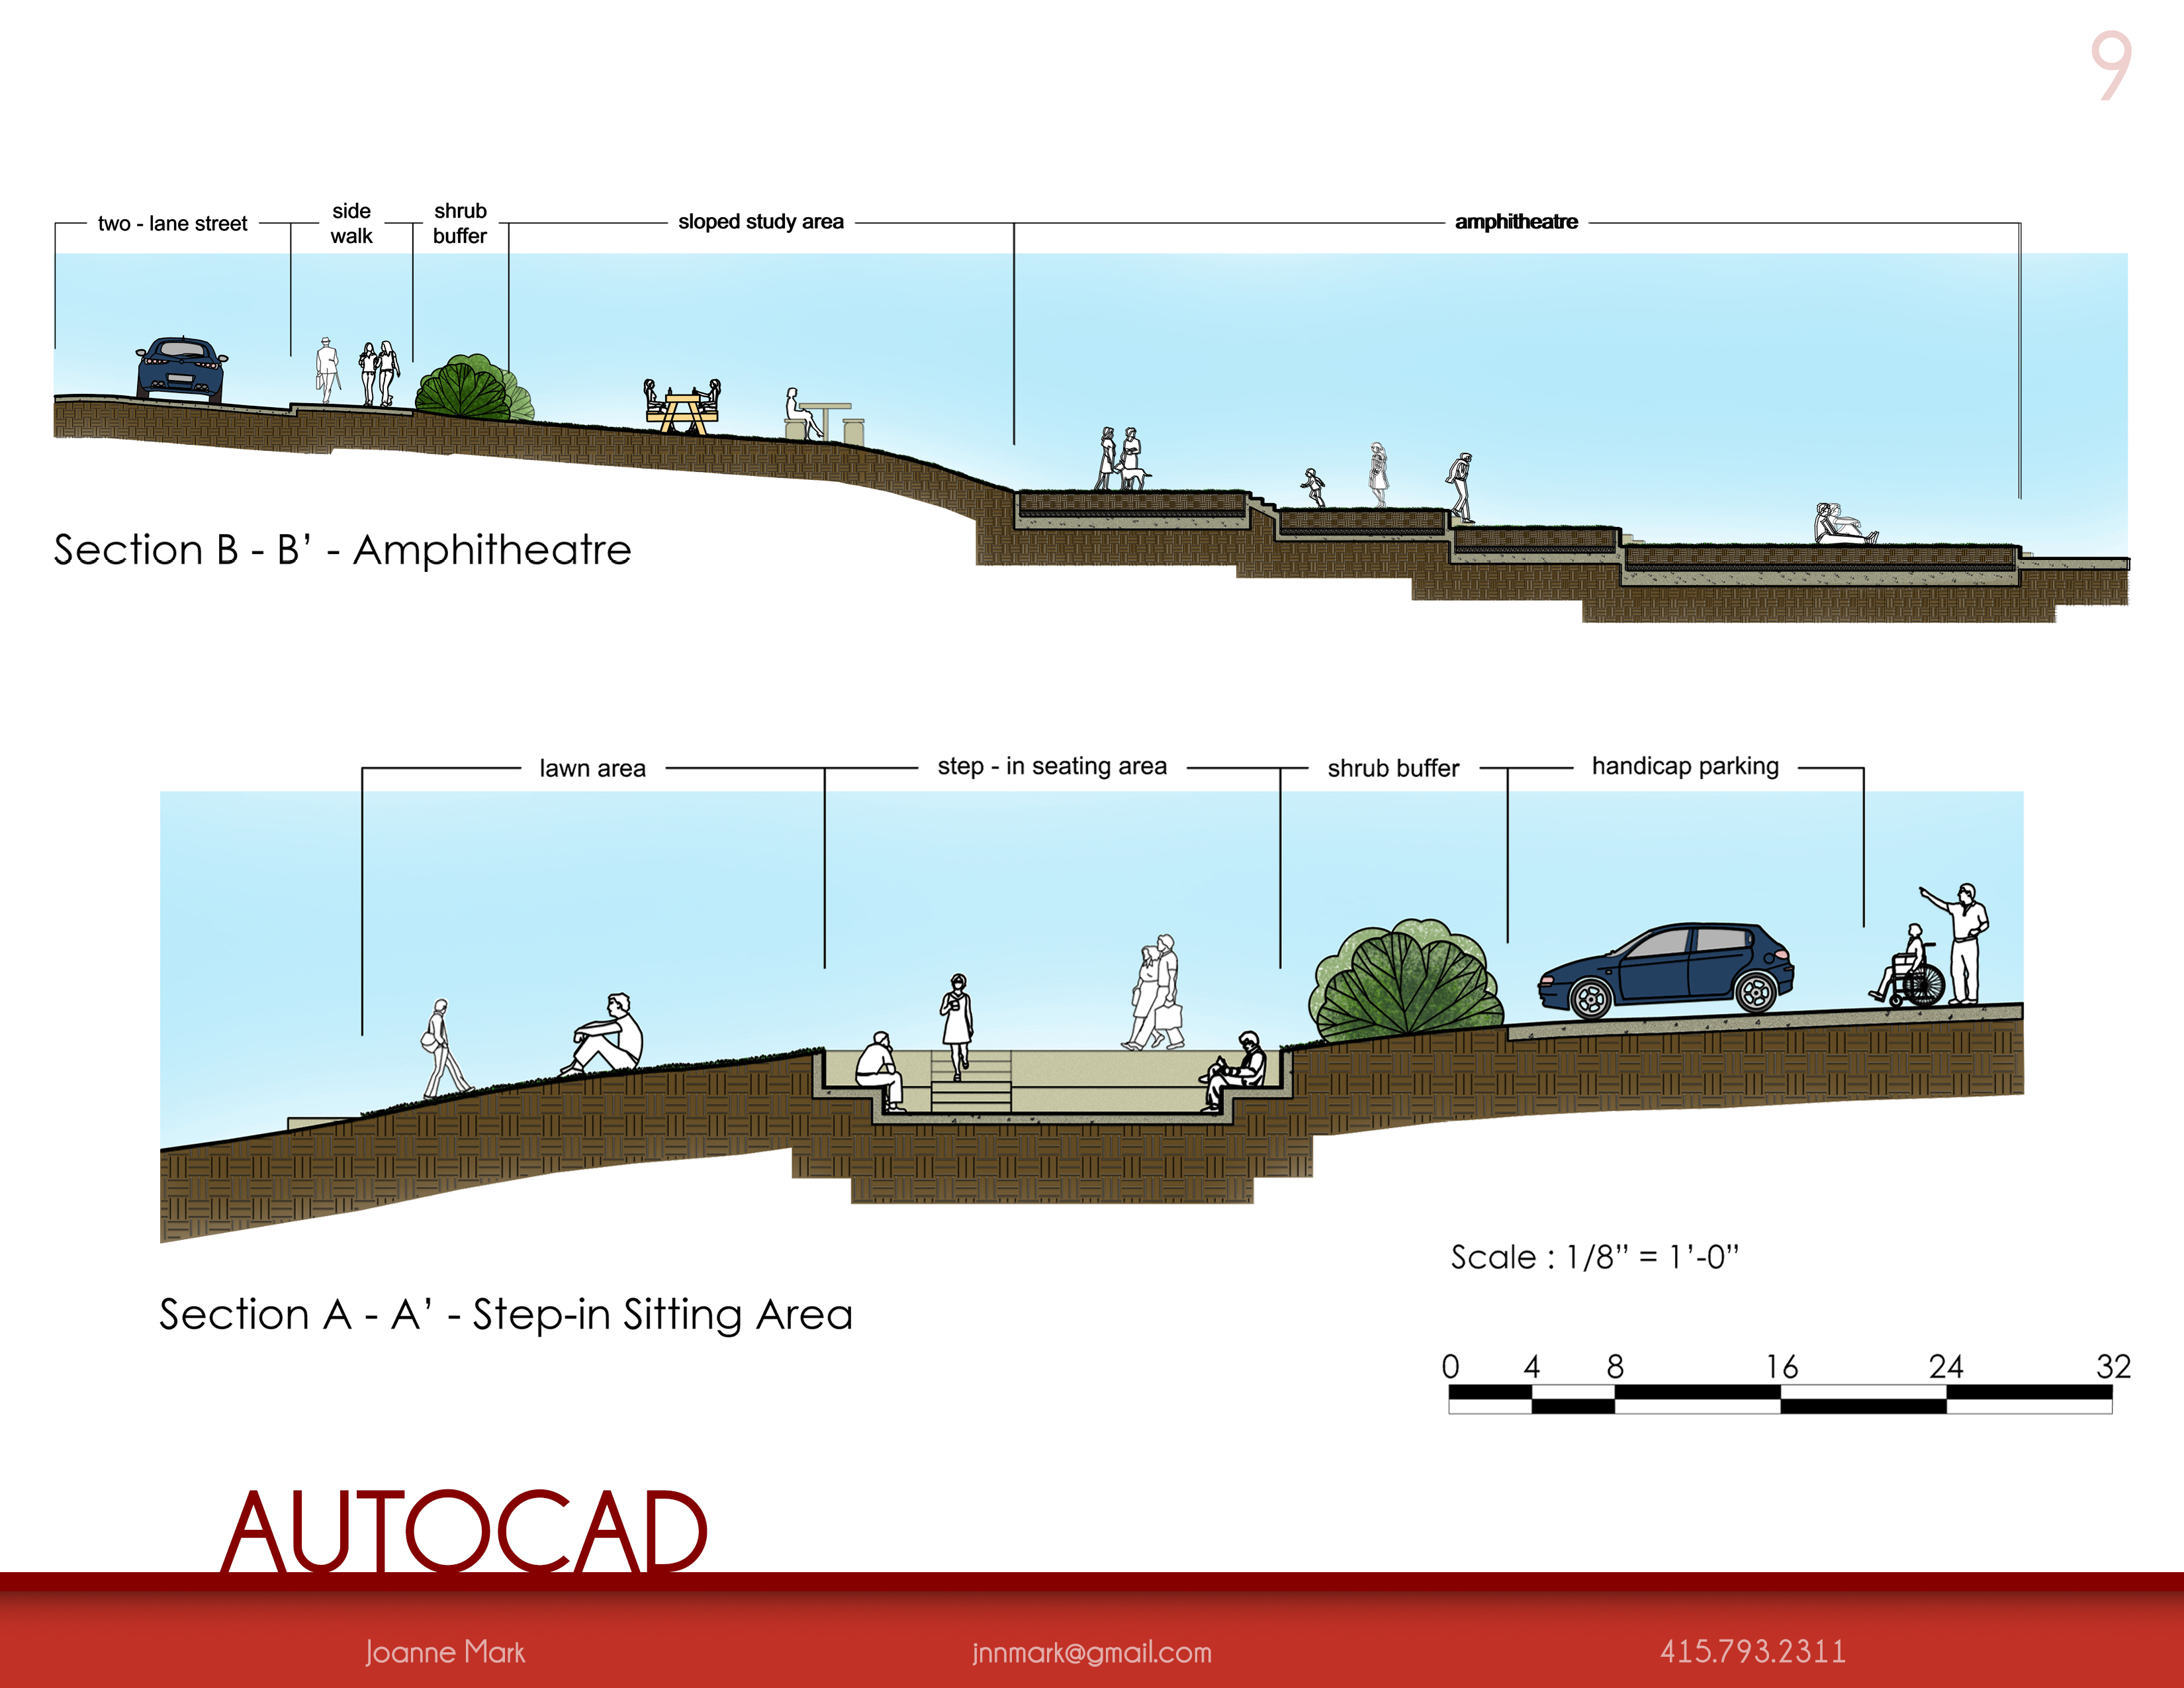 9
two - lane street
side
walk
shrub
buffer
sloped study area
amphitheatre
Section B - B’ - Amphitheatre
lawn area
step - in seating area
shrub buffer
handicap parking
Scale : 1/8” = 1’-0”
Section A - A’ - Step-in Sitting Area
0 4 8 16 24 32
AUTOCAD
Joanne Mark
jnnmark@gmail.com
415.793.2311